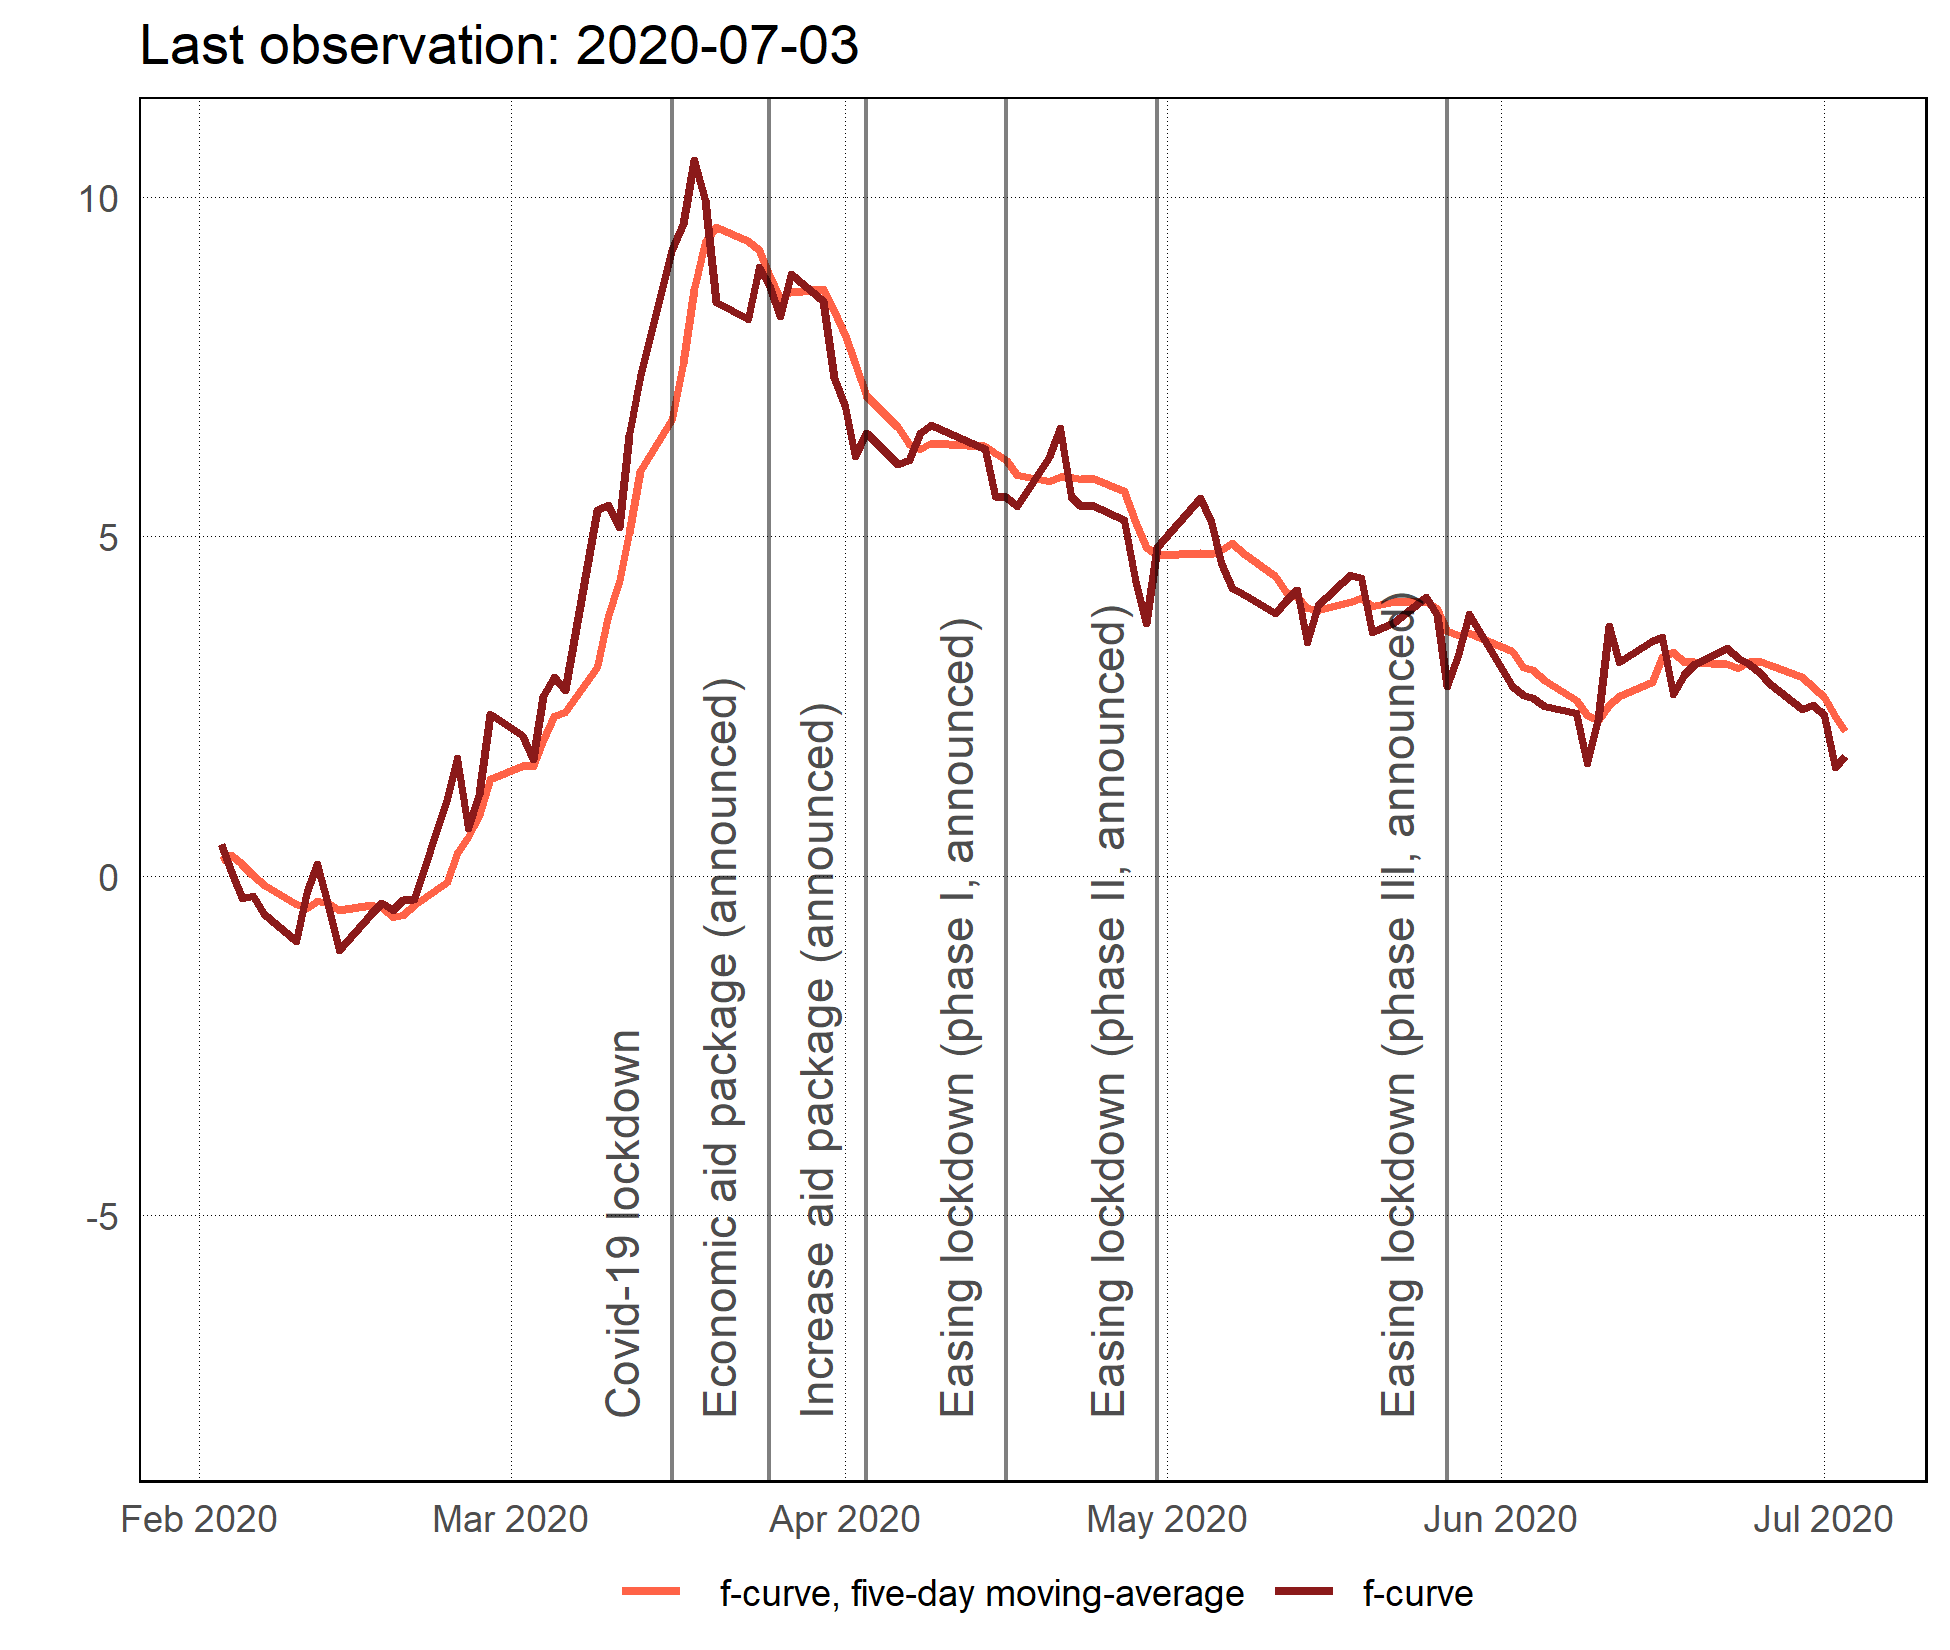 Last observation: 2020-07-03
10
5
0
-5
Covid-19 lockdown
Economic aid package (announced)
Increase aid package (announced)
Easing lockdown (phase I, announced)
Easing lockdown (phase II, announced)
Easing lockdown (phase III, announced)
Feb 2020 Mar 2020 Apr 2020 May 2020 Jun 2020 Jul 2020
f-curve, five-day moving-average f-curve